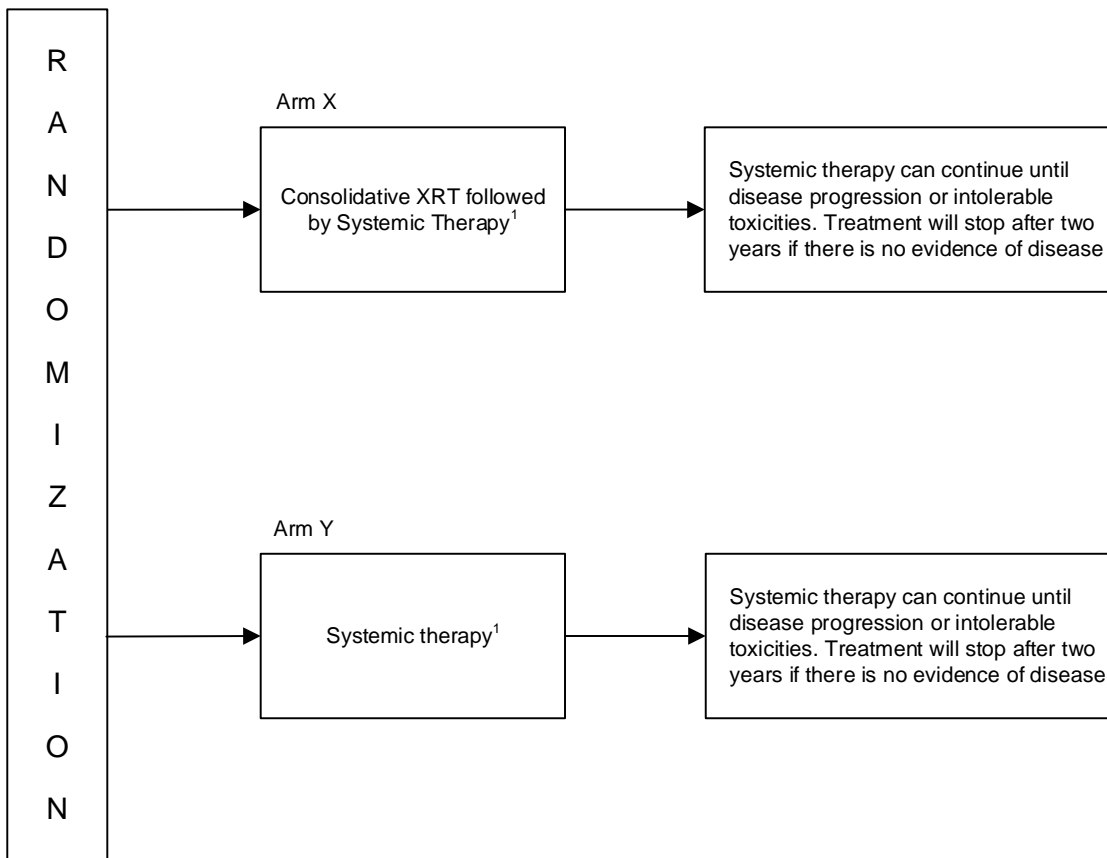 R
A
N
D
O
M
I
Z
A
T
I
O
N
Arm X
Consolidative XRT followed
by Systemic Therapy¹
Systemic therapy can continue until
disease progression or intolerable
toxicities. Treatment will stop after two
years if there is no evidence of disease
Arm Y
Systemic therapy¹
Systemic therapy can continue until
disease progression or intolerable
toxicities. Treatment will stop after two
years if there is no evidence of disease